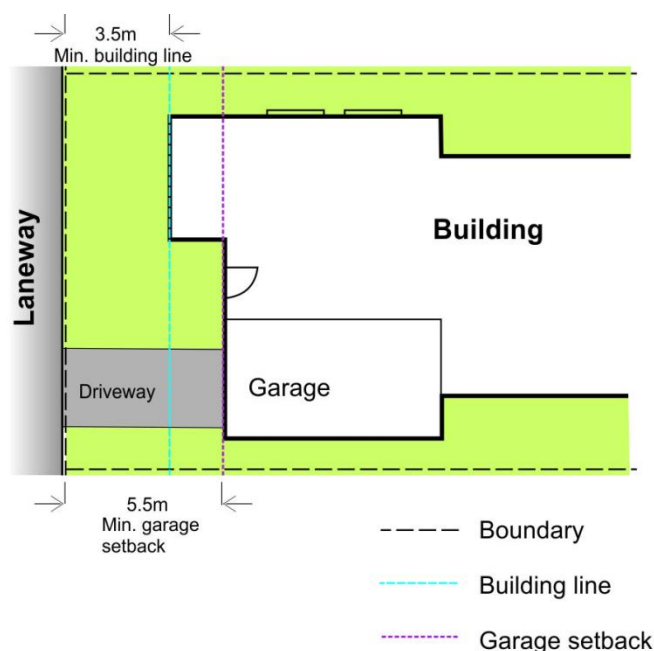 3.5m
Min. building line
Laneway
Building
Driveway
Garage
5.5m
Min. garage
setback
Boundary
Building line
Garage setback